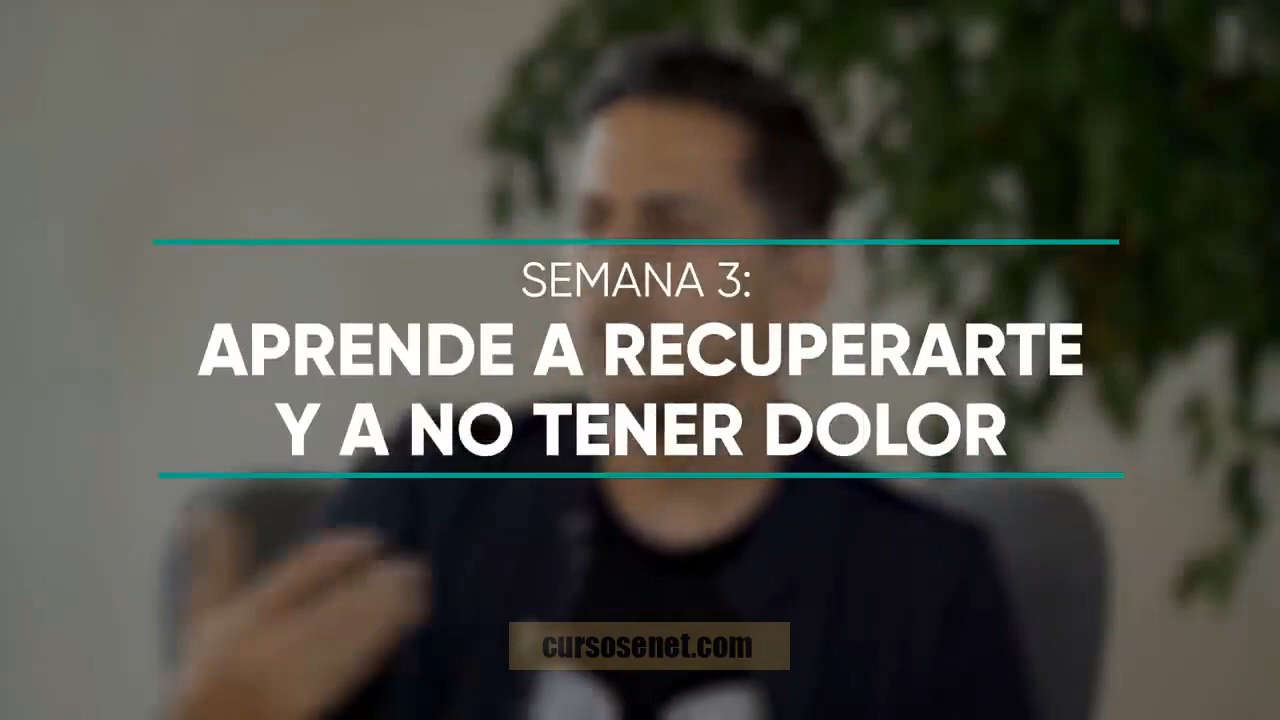 SEMANA 3:
APRENDE A RECUPERARTE
Y A NO TENER DOLOR
cursosenet.com